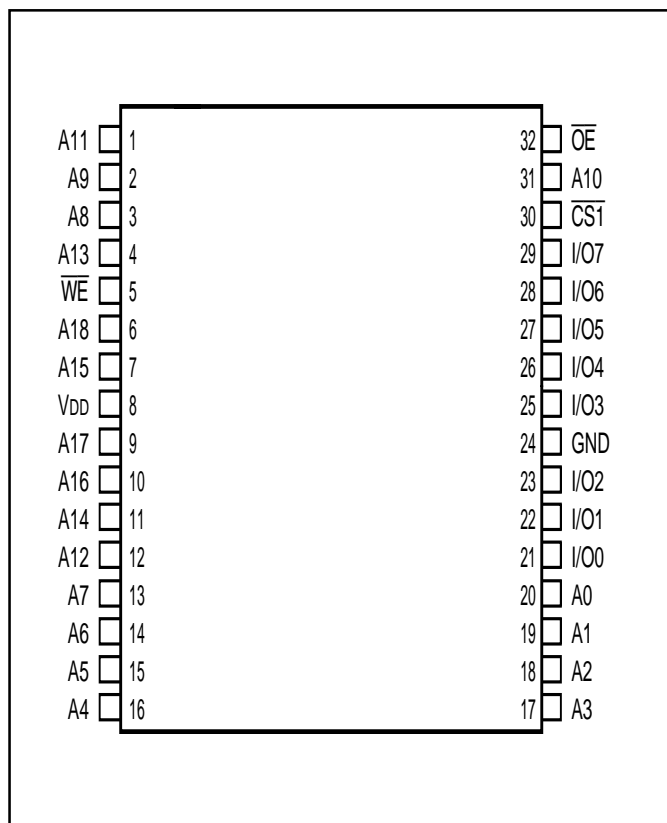 A11 1 32 O̅E̅
A9 2 31 A10
A8 3 30 C̅S̅1̅
A13 4 29 I/O7
W̅E̅ 5 28 I/O6
A18 6 27 I/O5
A15 7 26 I/O4
VDD 8 25 I/O3
A17 9 24 GND
A16 10 23 I/O2
A14 11 22 I/O1
A12 12 21 I/O0
A7 13 20 A0
A6 14 19 A1
A5 15 18 A2
A4 16 17 A3